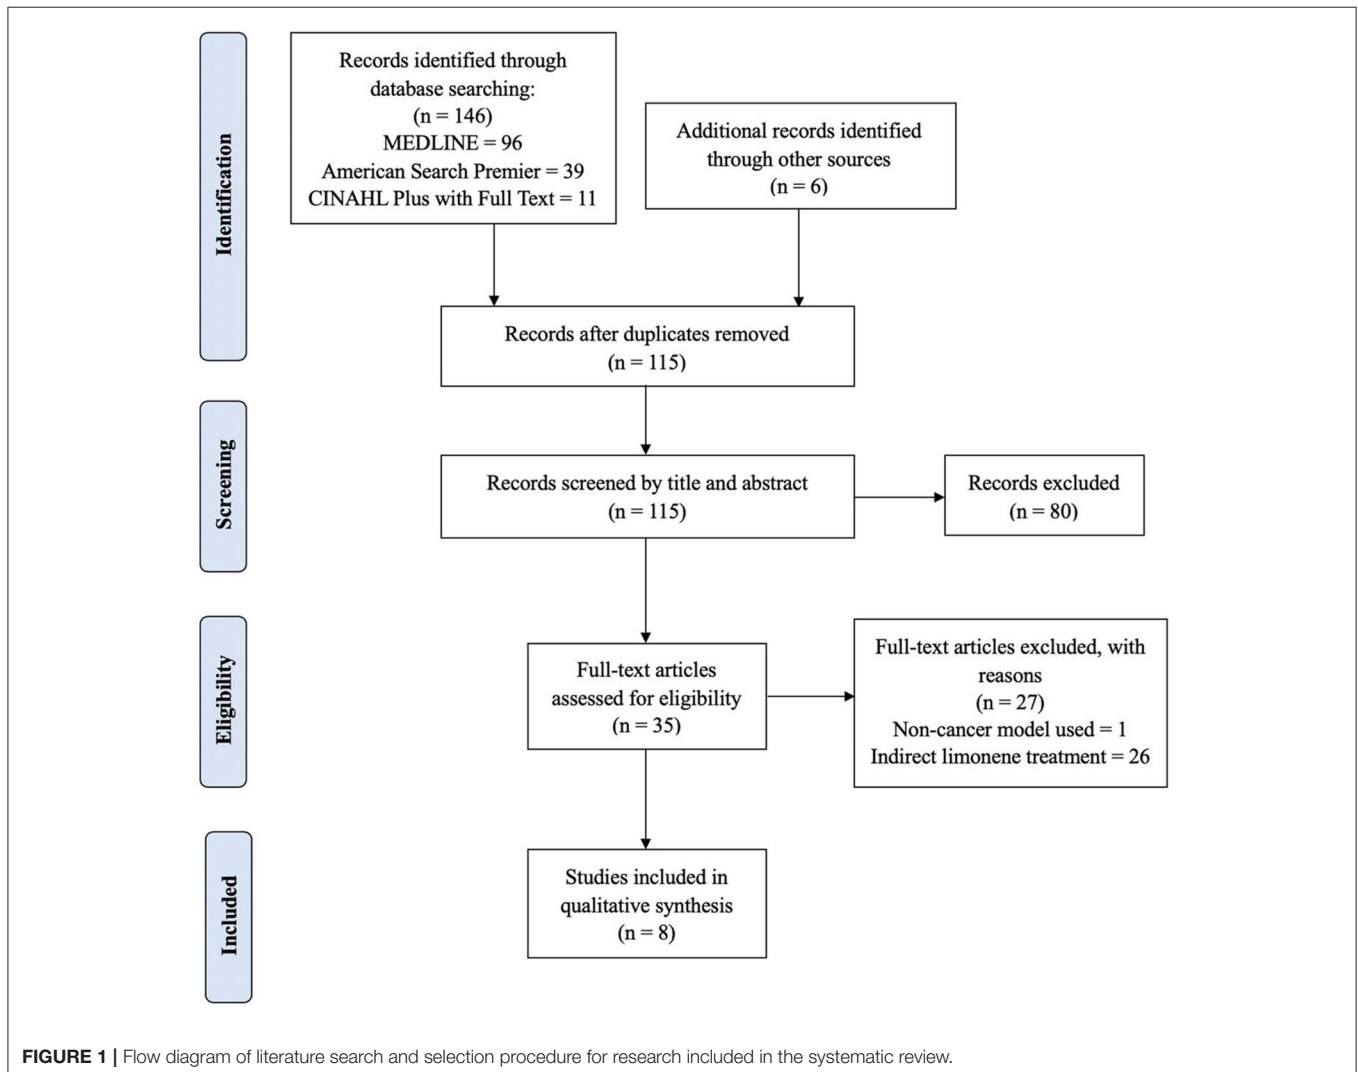 Identification
Records identified through
database searching:
(n = 146)
MEDLINE = 96
American Search Premier = 39
CINAHL Plus with Full Text = 11
Additional records identified
through other sources
(n = 6)
Records after duplicates removed
(n = 115)
Screening
Records screened by title and abstract
(n = 115)
Records excluded
(n = 80)
Eligibility
Full-text articles
assessed for eligibility
(n = 35)
Full-text articles excluded, with
reasons
(n = 27)
Non-cancer model used = 1
Indirect limonene treatment = 26
Included
Studies included in
qualitative synthesis
(n = 8)
FIGURE 1 | Flow diagram of literature search and selection procedure for research included in the systematic review.